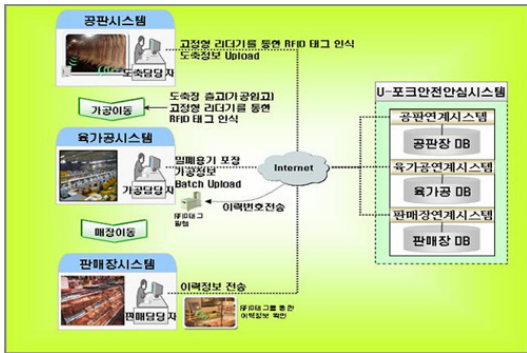 공판시스템
도축담당자
고정형 리더기를 통한 RFID 태그 인식
도축정보 Upload
가공이동
도축장 출고(가공입고)
고정형 리더기를 통한
RFID 태그 인식
육가공시스템
가공담당자
밀폐용기 포장
가공정보
Batch Upload
RFID태그
이력번호전송
Internet
매장이동
판매장시스템
판매담당자
이력정보 전송
RFID태그를 통한
이력정보 확인
U-포크안전안심시스템
공판연계시스템
공판장 DB
육가공연계시스템
육가공 DB
판매장연계시스템
판매장 DB